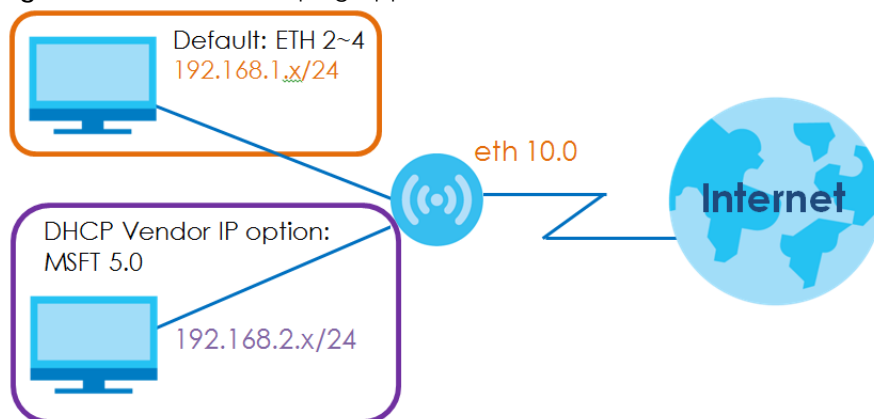 Default: ETH 2~4
192.168.1.x/24
eth 10.0
Internet
DHCP Vendor IP option:
MSFT 5.0
192.168.2.x/24